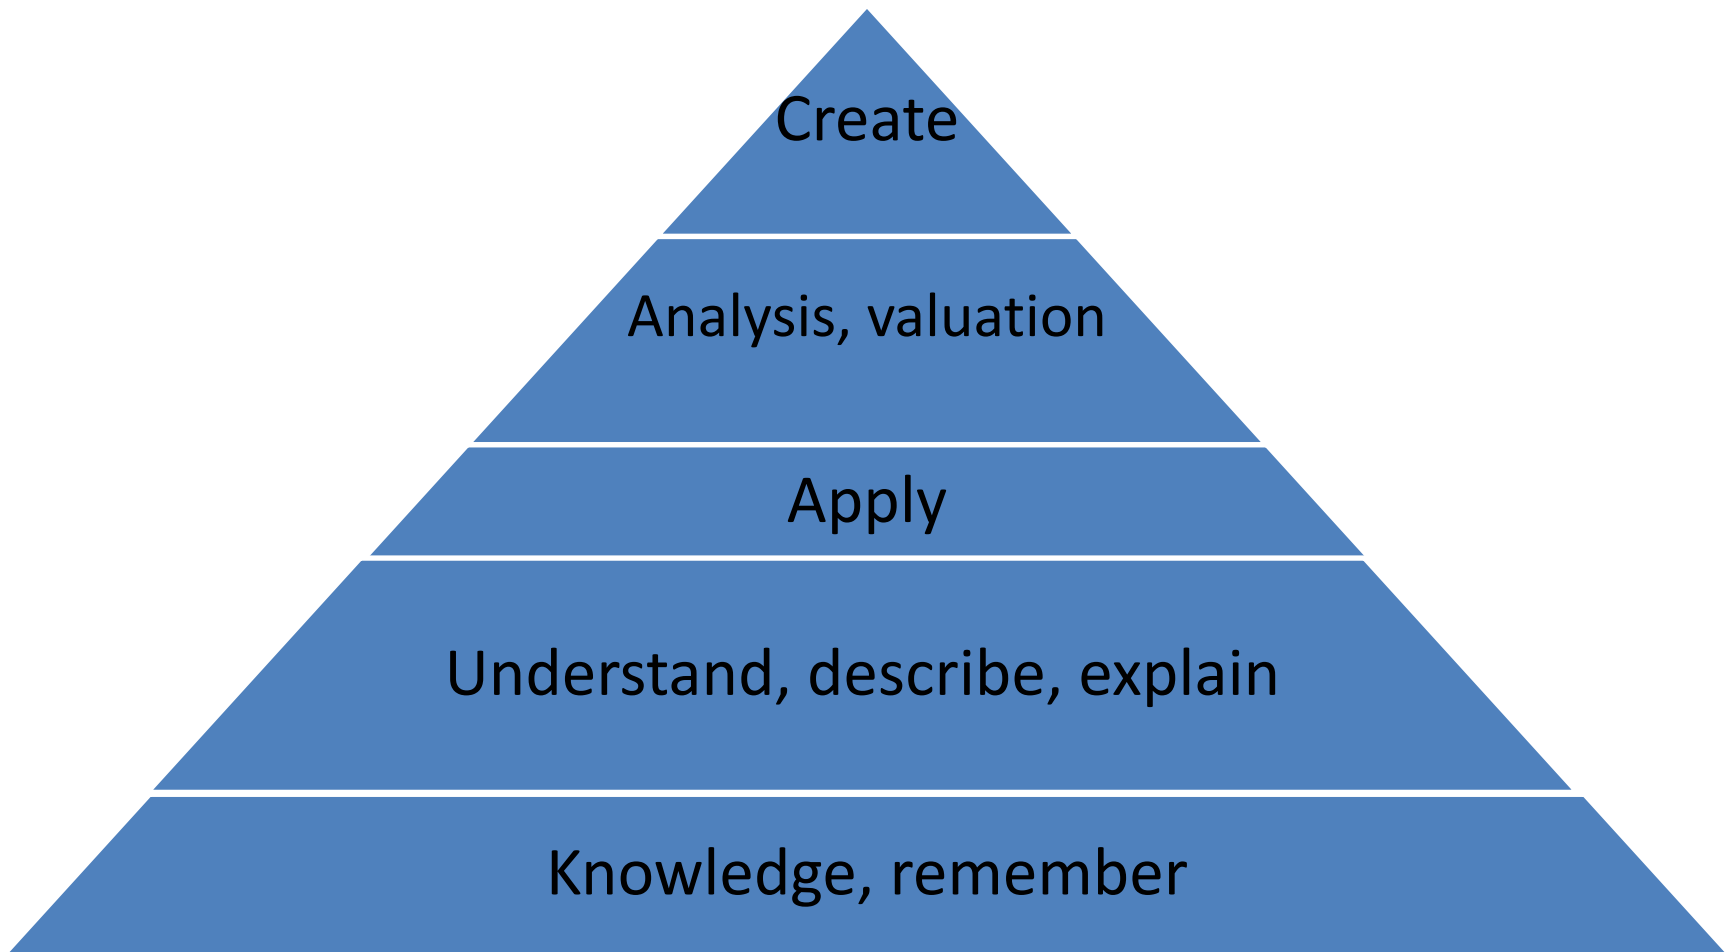 Create
Analysis, valuation
Apply
Understand, describe, explain
Knowledge, remember